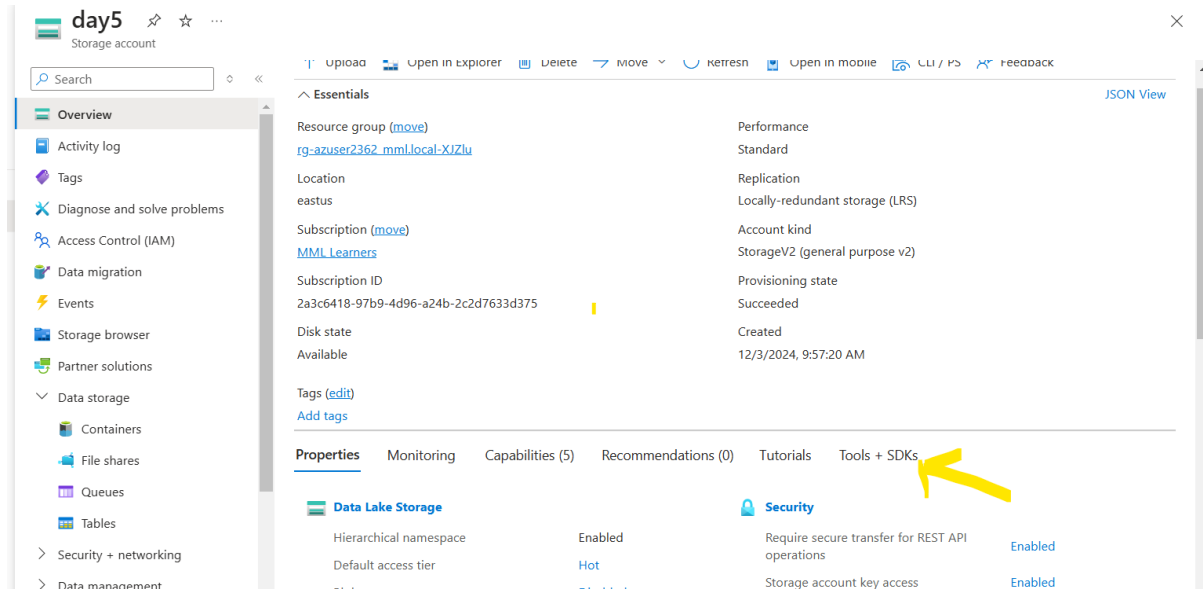 day5
Storage account
Search
Overview
Activity log
Tags
Diagnose and solve problems
Access Control (IAM)
Data migration
Events
Storage browser
Partner solutions
Data storage
Containers
File shares
Queues
Tables
Security + networking
Data management
Upload Open in Explorer Delete Move Refresh Open in mobile CLI / PS Feedback
Essentials JSON View
Resource group (move)
rg-azuser2362_mml.local-XJZlu
Location
eastus
Subscription (move)
MML Learners
Subscription ID
2a3c6418-97b9-4d96-a24b-2c2d7633d375
Disk state
Available
Performance
Standard
Replication
Locally-redundant storage (LRS)
Account kind
StorageV2 (general purpose v2)
Provisioning state
Succeeded
Created
12/3/2024, 9:57:20 AM
Tags (edit)
Add tags
Properties Monitoring Capabilities (5) Recommendations (0) Tutorials Tools + SDKs
Data Lake Storage
Hierarchical namespace Enabled
Default access tier Hot
Security
Require secure transfer for REST API
operations Enabled
Storage account key access Enabled